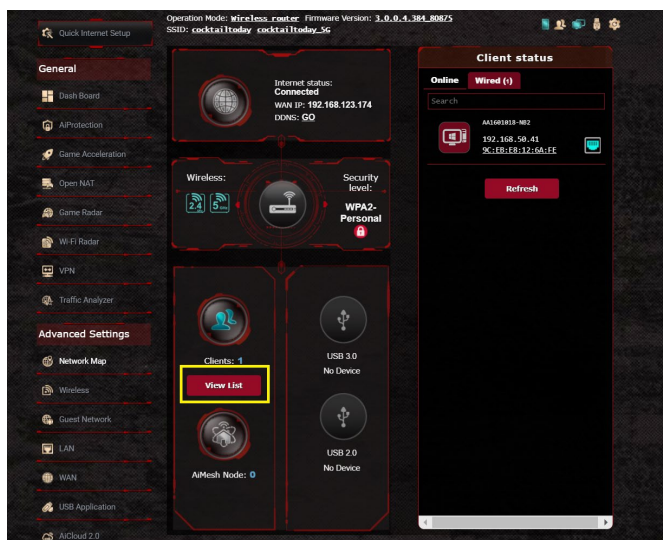 Operation Mode: Wireless router Firmware Version: 3.0.0.4.384_80875
SSID: cocktailtoday cocktailtoday_5G
Quick Internet Setup
General
Dash Board
AiProtection
Game Acceleration
Open NAT
Game Radar
Wi-Fi Radar
VPN
Traffic Analyzer
Advanced Settings
Network Map
Wireless
Guest Network
LAN
WAN
USB Application
AiCloud 2.0
Internet status:
Connected
WAN IP: 192.168.123.174
DDNS: GO
Wireless:
2.4
5
Security
level:
WPA2-
Personal
Clients: 1
View List
AiMesh Node: 0
USB 3.0
No Device
USB 2.0
No Device
Client status
Online Wired (1)
Search
AA1601018-NB2
192.168.50.41
9C:EB:E8:12:6A:FE
Refresh